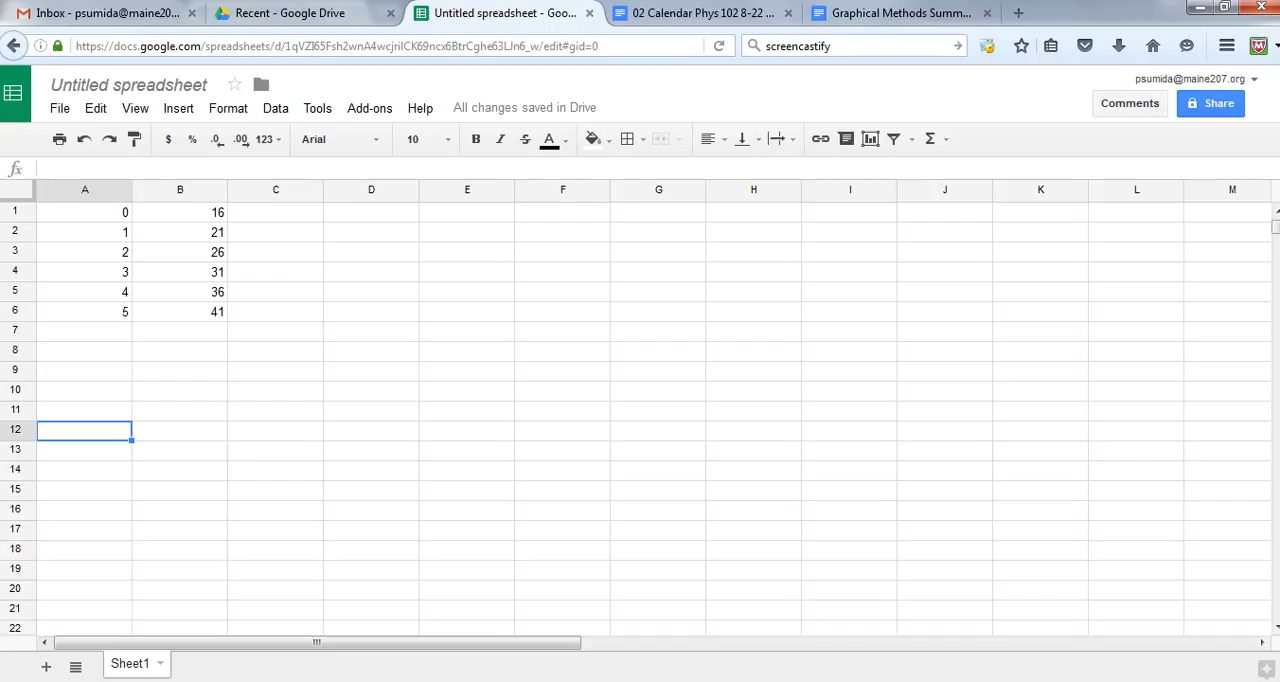 Inbox - psumida@maine20... Recent - Google Drive Untitled spreadsheet - Goo... 02 Calendar Phys 102 8-22 ... Graphical Methods Summ...
https://docs.google.com/spreadsheets/d/1qVZI65Fsh2wnA4wcjriICK69ncx6BtrCghe63LJn6_w/edit#gid=0 screencastify
Untitled spreadsheet psumida@maine207.org
File Edit View Insert Format Data Tools Add-ons Help All changes saved in Drive Comments Share
$ % .0 .00 123 Arial 10 B I S A Σ
fx
A B C D E F G H I J K L M
1 0 16
2 1 21
3 2 26
4 3 31
5 4 36
6 5 41
7
8
9
10
11
12
13
14
15
16
17
18
19
20
21
22
Sheet1